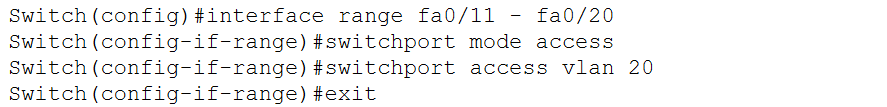 Switch(config)#interface range fa0/11 - fa0/20
Switch(config-if-range)#switchport mode access
Switch(config-if-range)#switchport access vlan 20
Switch(config-if-range)#exit